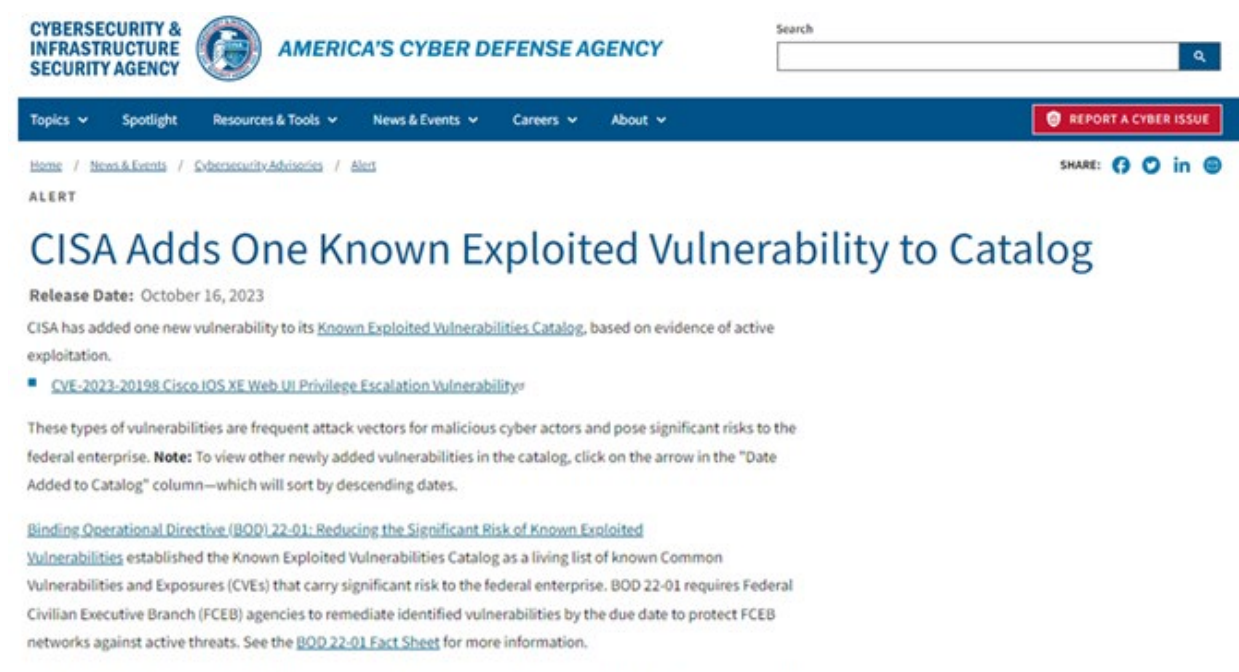 CYBERSECURITY &
INFRASTRUCTURE
SECURITY AGENCY
AMERICA'S CYBER DEFENSE AGENCY
Search
Topics Spotlight Resources & Tools News & Events Careers About REPORT A CYBER ISSUE
Home / News & Events / Cybersecurity Advisories / Alert
SHARE:
ALERT
CISA Adds One Known Exploited Vulnerability to Catalog
Release Date: October 16, 2023
CISA has added one new vulnerability to its Known Exploited Vulnerabilities Catalog, based on evidence of active
exploitation.
CVE-2023-20198 Cisco IOS XE Web UI Privilege Escalation Vulnerability
These types of vulnerabilities are frequent attack vectors for malicious cyber actors and pose significant risks to the
federal enterprise. Note: To view other newly added vulnerabilities in the catalog, click on the arrow in the "Date
Added to Catalog" column—which will sort by descending dates.
Binding Operational Directive (BOD) 22-01: Reducing the Significant Risk of Known Exploited
Vulnerabilities established the Known Exploited Vulnerabilities Catalog as a living list of known Common
Vulnerabilities and Exposures (CVEs) that carry significant risk to the federal enterprise. BOD 22-01 requires Federal
Civilian Executive Branch (FCEB) agencies to remediate identified vulnerabilities by the due date to protect FCEB
networks against active threats. See the BOD 22-01 Fact Sheet for more information.